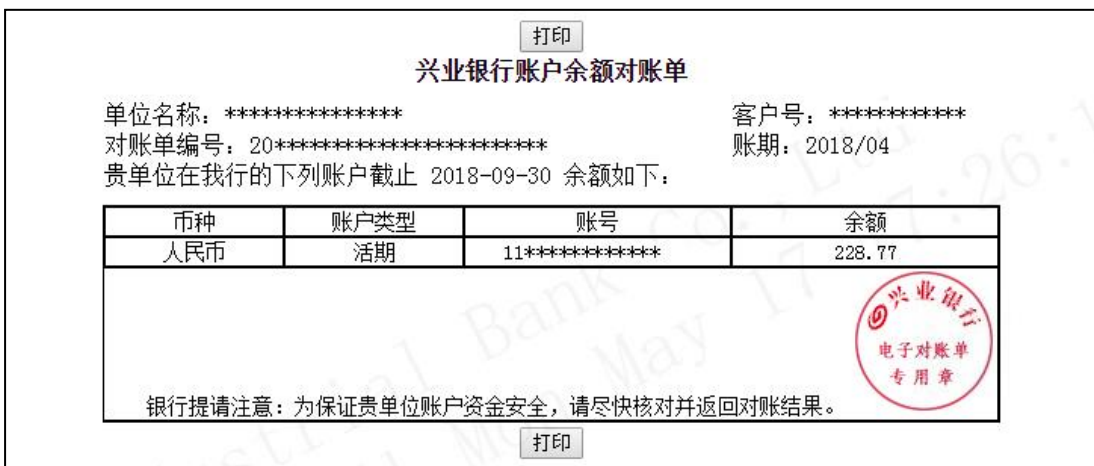 打印
兴业银行账户余额对账单
单位名称：*************** 客户号：************
对账单编号：20*********************** 账期：2018/04
贵单位在我行的下列账户截止 2018-09-30 余额如下：
币种 账户类型 账号 余额
人民币 活期 11************ 228.77
兴业银行
电子对账单
专用章
银行提请注意：为保证贵单位账户资金安全，请尽快核对并返回对账结果。
打印